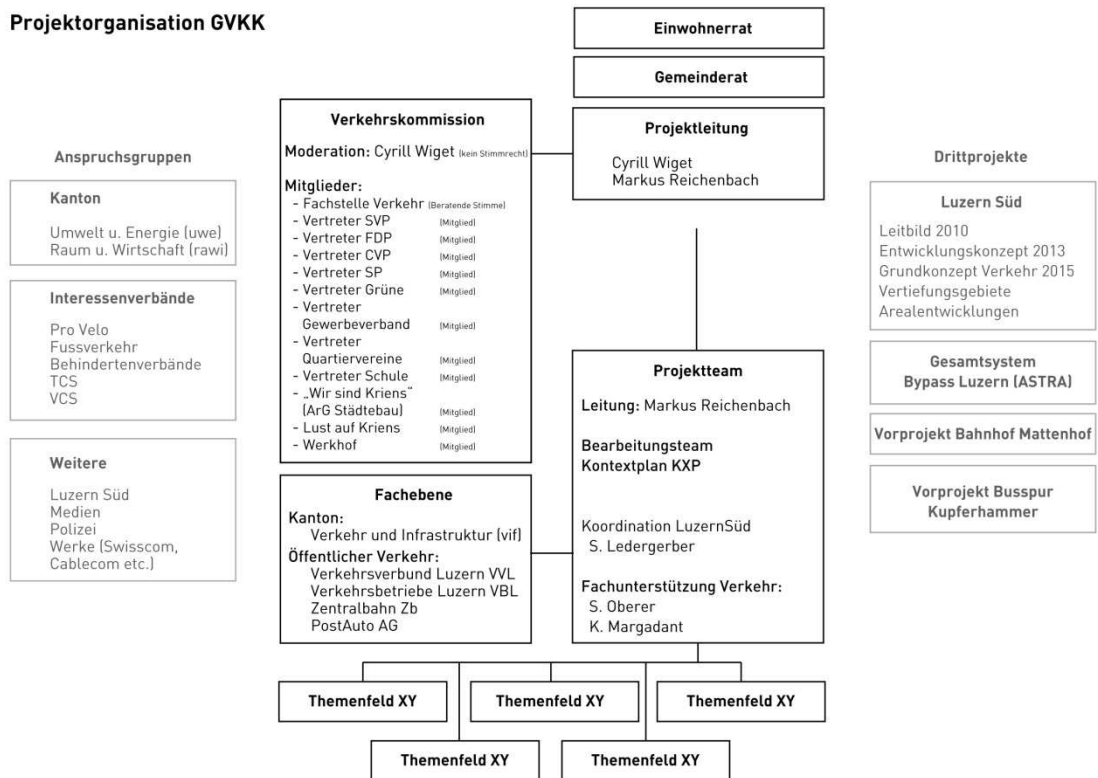 Projektorganisation GVKK
Einwohnerrat
Gemeinderat
Projektleitung
Cyrill Wiget
Markus Reichenbach
Verkehrskommission
Moderation: Cyrill Wiget (kein Stimmrecht)
Mitglieder:
- Fachstelle Verkehr (Beratende Stimme)
- Vertreter SVP (Mitglied)
- Vertreter FDP (Mitglied)
- Vertreter CVP (Mitglied)
- Vertreter SP (Mitglied)
- Vertreter Grüne (Mitglied)
- Vertreter
Gewerbeverband (Mitglied)
- Vertreter
Quartiervereine (Mitglied)
- Vertreter Schule (Mitglied)
- „Wir sind Kriens"
(ArG Städtebau) (Mitglied)
- Lust auf Kriens (Mitglied)
- Werkhof (Mitglied)
Anspruchsgruppen
Kanton
Umwelt u. Energie (uwe)
Raum u. Wirtschaft (rawi)
Interessenverbände
Pro Velo
Fussverkehr
Behindertenverbände
TCS
VCS
Weitere
Luzern Süd
Medien
Polizei
Werke (Swisscom,
Cablecom etc.)
Fachebene
Kanton:
Verkehr und Infrastruktur (vif)
Öffentlicher Verkehr:
Verkehrsverbund Luzern VVL
Verkehrsbetriebe Luzern VBL
Zentralbahn Zb
PostAuto AG
Projektteam
Leitung: Markus Reichenbach
Bearbeitungsteam
Kontextplan KXP
Koordination LuzernSüd
S. Ledergerber
Fachunterstützung Verkehr:
S. Oberer
K. Margadant
Drittprojekte
Luzern Süd
Leitbild 2010
Entwicklungskonzept 2013
Grundkonzept Verkehr 2015
Vertiefungsgebiete
Arealentwicklungen
Gesamtsystem
Bypass Luzern (ASTRA)
Vorprojekt Bahnhof Mattenhof
Vorprojekt Busspur
Kupferhammer
Themenfeld XY
Themenfeld XY
Themenfeld XY
Themenfeld XY
Themenfeld XY